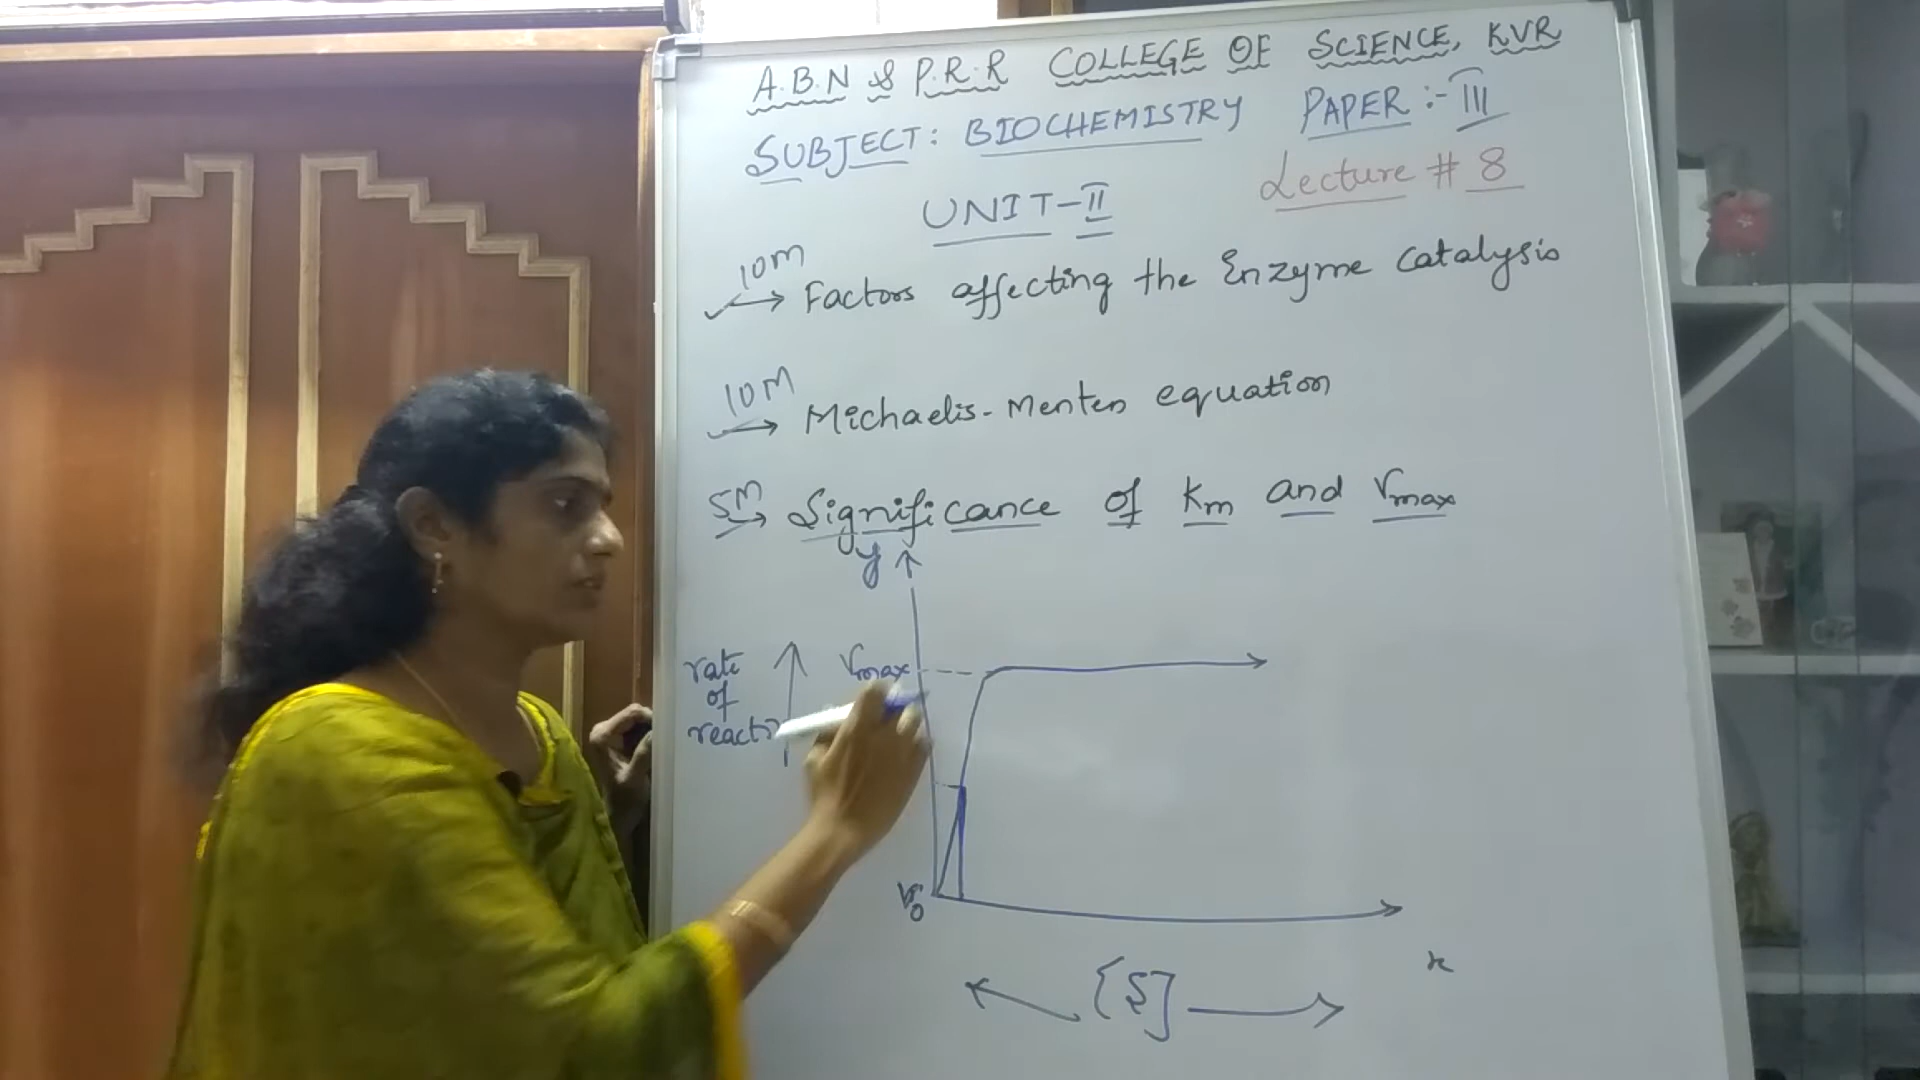 A.B.N & P.R.R COLLEGE OF SCIENCE, KVR
SUBJECT: BIOCHEMISTRY PAPER:- III
UNIT-II
Lecture # 8
10M → Factors affecting the Enzyme catalysis
10M → Michaelis-Menten equation
5M → Significance of Km and Vmax
y
rate
of
Vmax
V0
x
[S]